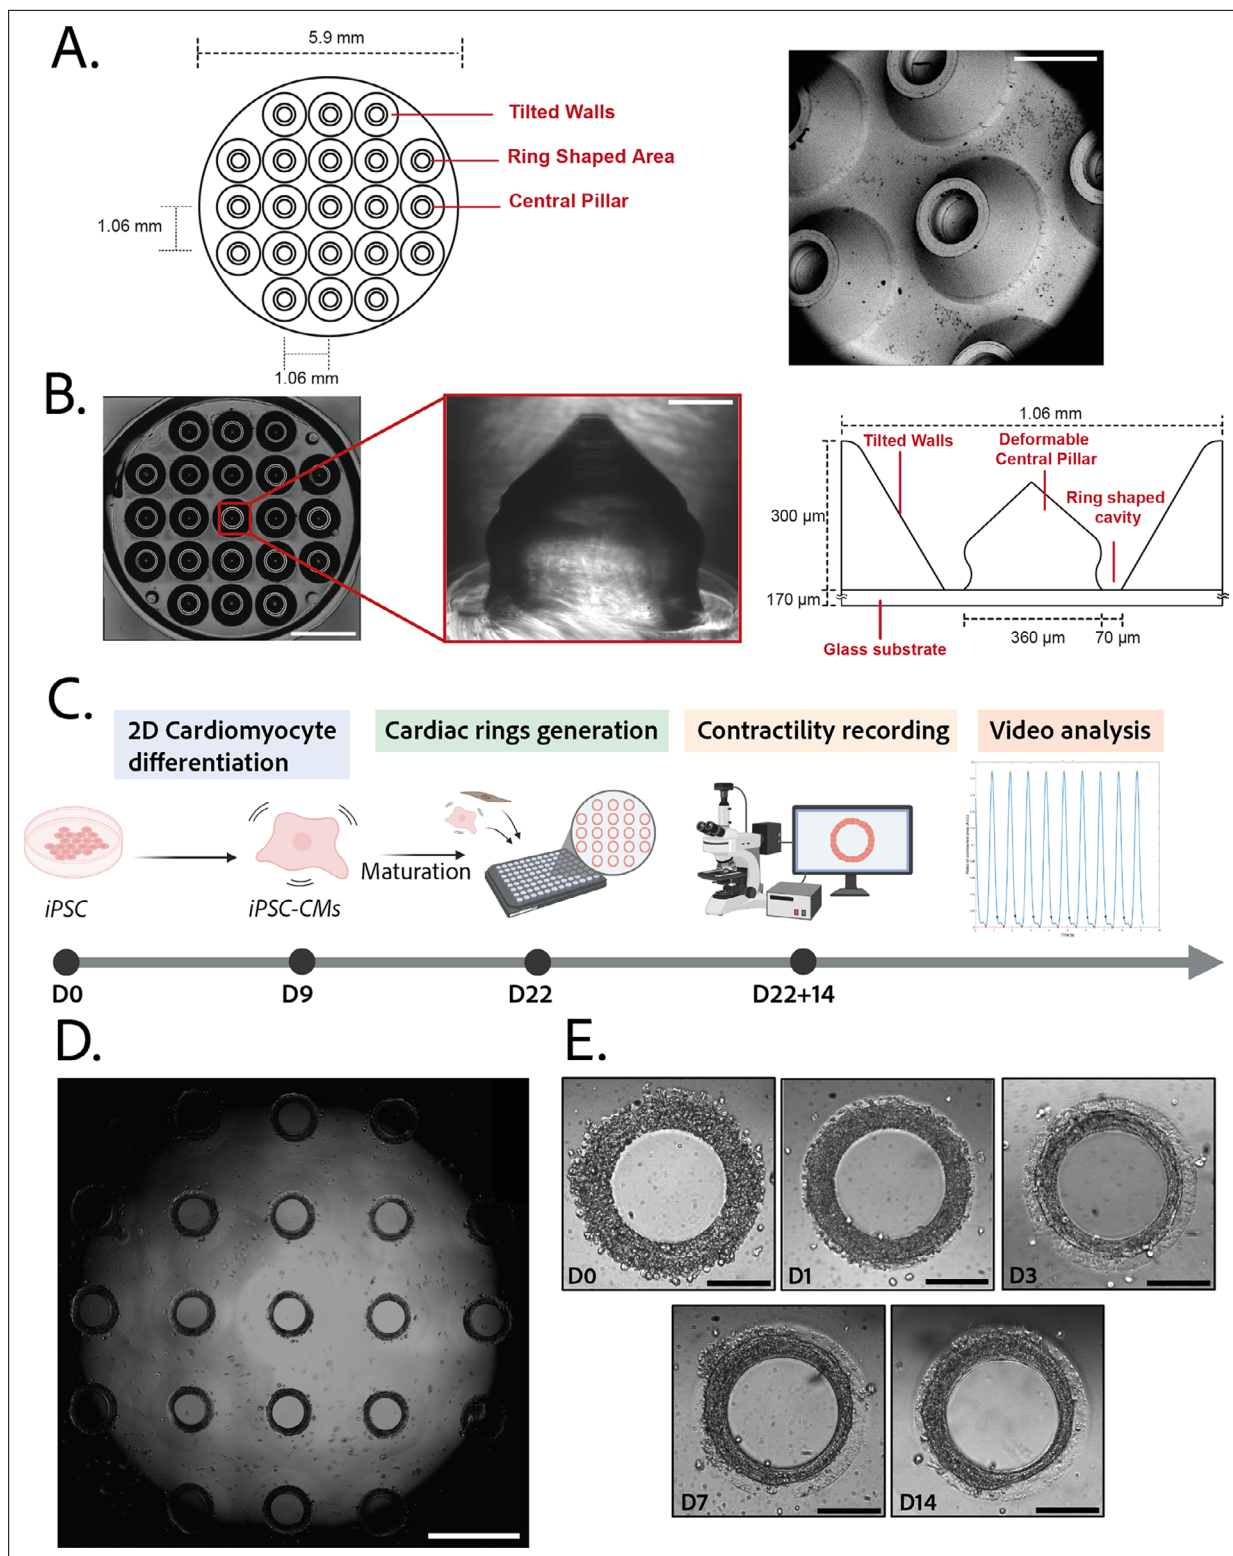 A.
5.9 mm
Tilted Walls
Ring Shaped Area
Central Pillar
1.06 mm
1.06 mm
B.
1.06 mm
Tilted Walls
Deformable
Central Pillar
Ring shaped
cavity
300 µm
170 µm
360 µm
70 µm
Glass substrate
C.
2D Cardiomyocyte
differentiation
Cardiac rings generation
Contractility recording
Video analysis
Maturation
iPSC
iPSC-CMs
D0
D9
D22
D22+14
D.
E.
D0
D1
D3
D7
D14